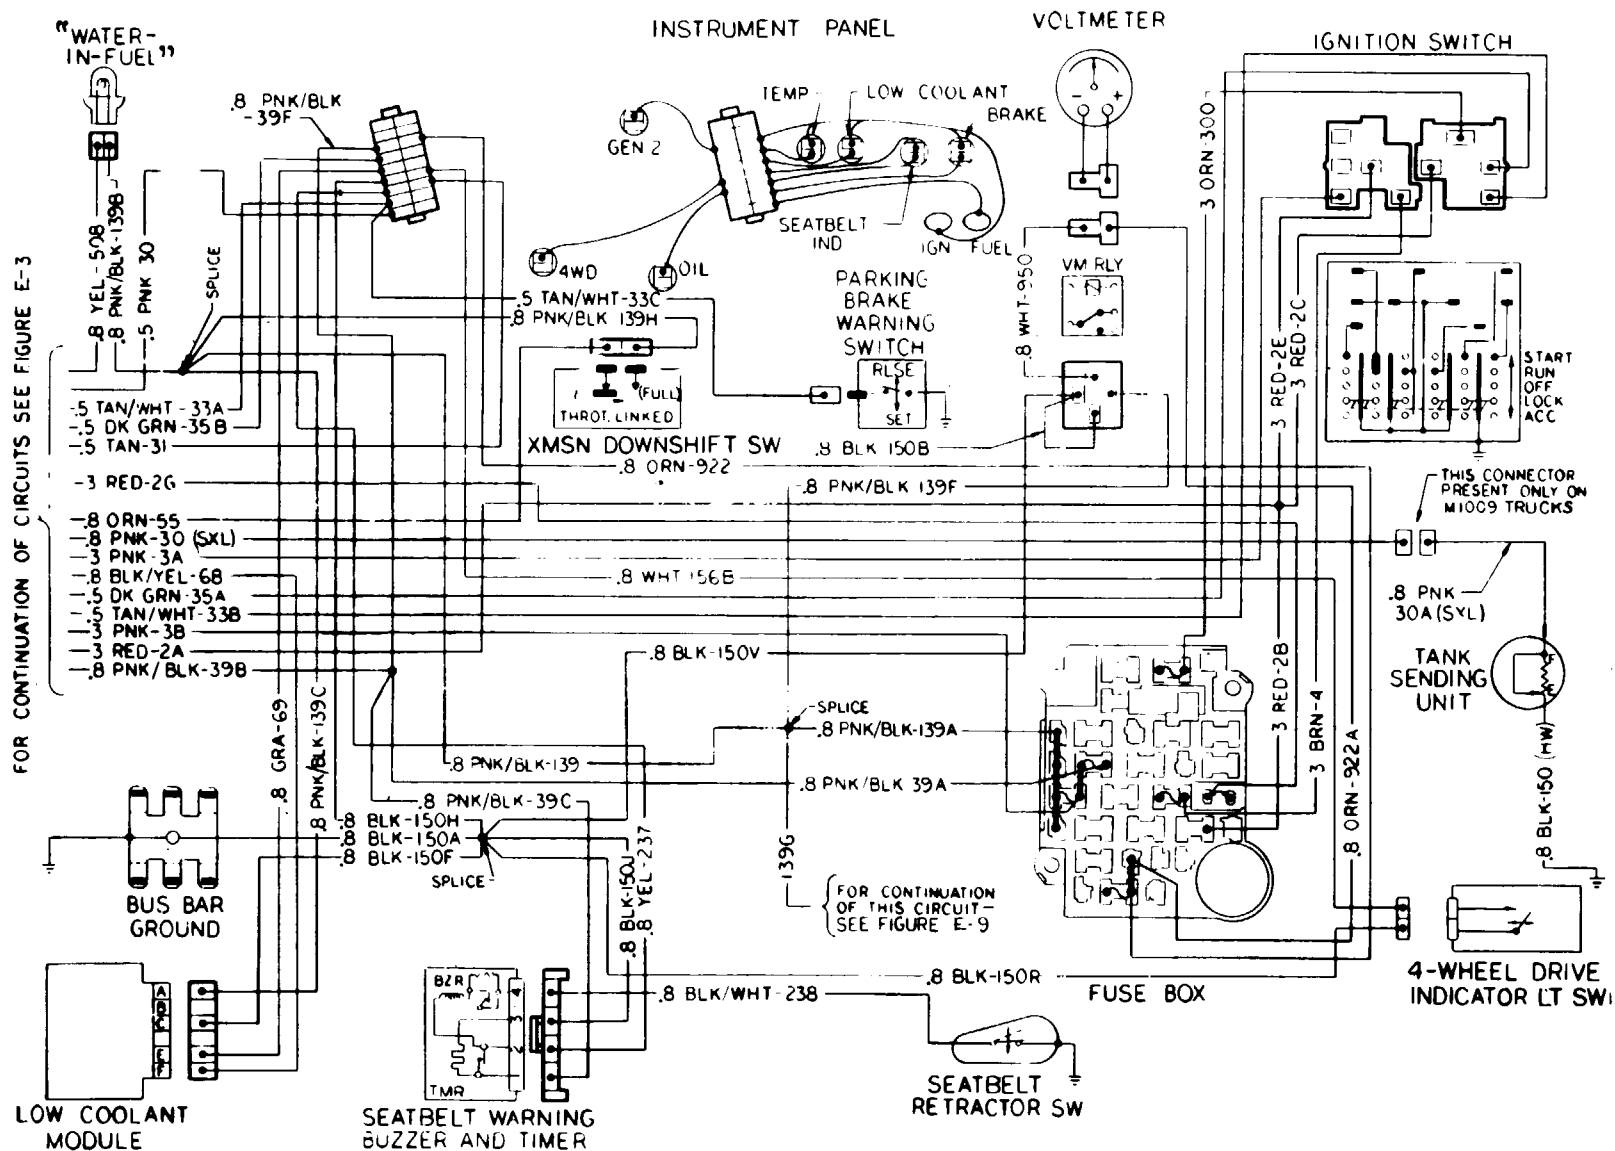 "WATER-
IN-FUEL"
INSTRUMENT PANEL
VOLTMETER
IGNITION SWITCH
.8 PNK/BLK
-39F
GEN 2
TEMP
LOW COOLANT
BRAKE
SEATBELT
IND
IGN
FUEL
4WD
OIL
- +
3 ORN-300
.8 YEL-508
.8 PNK/BLK-139B
.5 PNK 30
SPLICE
FOR CONTINUATION OF CIRCUITS SEE FIGURE E-3
.5 TAN/WHT-33C
.8 PNK/BLK 139H
(FULL)
THROT. LINKED
XMSN DOWNSHIFT SW
PARKING
BRAKE
WARNING
SWITCH
RLSE
SET
.8 WHT-950
VM RLY
.8 BLK 150B
3 RED-2E
3 RED-2C
START
RUN
OFF
LOCK
ACC
.5 TAN/WHT-33A
.5 DK GRN-35B
.5 TAN-31
3 RED-2G
.8 ORN-55
.8 PNK-30 (SXL)
3 PNK-3A
.8 BLK/YEL-68
.5 DK GRN-35A
.5 TAN/WHT-33B
3 PNK-3B
3 RED-2A
.8 PNK/BLK-39B
.8 ORN-922
.8 PNK/BLK 139F
.8 WHT 156B
.8 BLK-150V
THIS CONNECTOR
PRESENT ONLY ON
M1009 TRUCKS
.8 PNK
30A(SXL)
TANK
SENDING
UNIT
F
E
.8 BLK-150 (HW)
3 RED-2B
3 BRN-4
.8 ORN-922A
SPLICE
.8 PNK/BLK-139A
.8 PNK/BLK-139
.8 PNK/BLK 39A
.8 GRA-69
.8 PNK/BLK-139C
.8 PNK/BLK-39C
.8 BLK-150H
.8 BLK-150A
.8 BLK-150F
SPLICE
.8 BLK-150J
.8 YEL-237
139G
FOR CONTINUATION
OF THIS CIRCUIT-
SEE FIGURE E-9
BUS BAR
GROUND
FUSE BOX
.8 BLK-150R
.8 BLK/WHT-238
4-WHEEL DRIVE
INDICATOR LT SW
A
B
C
E
F
BZR
TMR
4
3
2
LOW COOLANT
MODULE
SEATBELT WARNING
BUZZER AND TIMER
SEATBELT
RETRACTOR SW